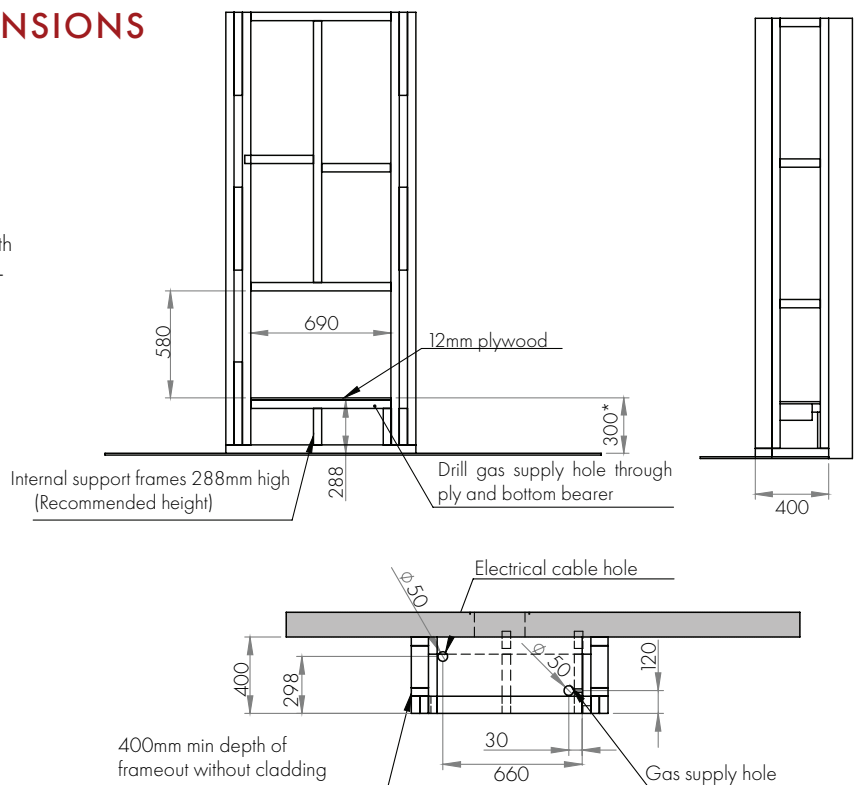 NSIONS
th
580
690
12mm plywood
300*
288
Internal support frames 288mm high
(Recommended height)
Drill gas supply hole through
ply and bottom bearer
400
Electrical cable hole
⌀ 50
⌀ 50
400
298
120
30
660
400mm min depth of
frameout without cladding
Gas supply hole